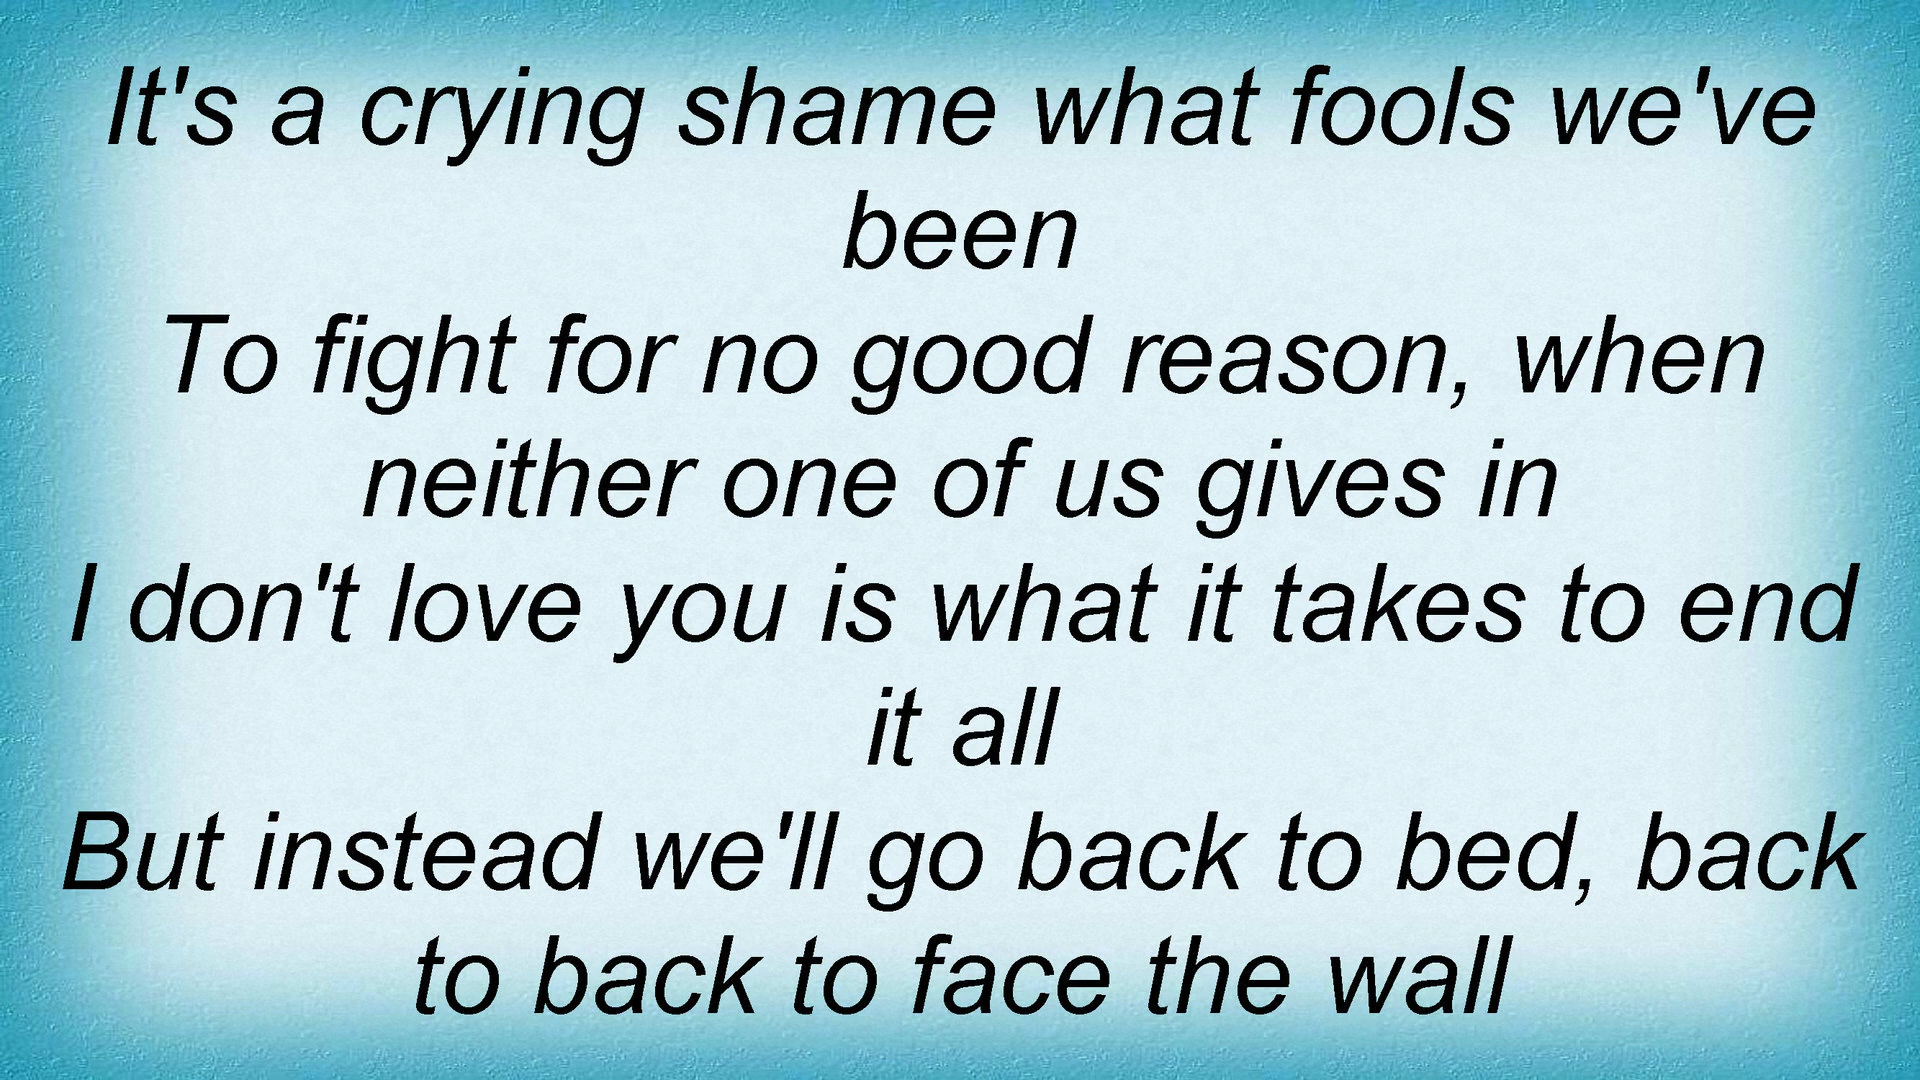 It's a crying shame what fools we've
been
To fight for no good reason, when
neither one of us gives in
I don't love you is what it takes to end
it all
But instead we'll go back to bed, back
to back to face the wall